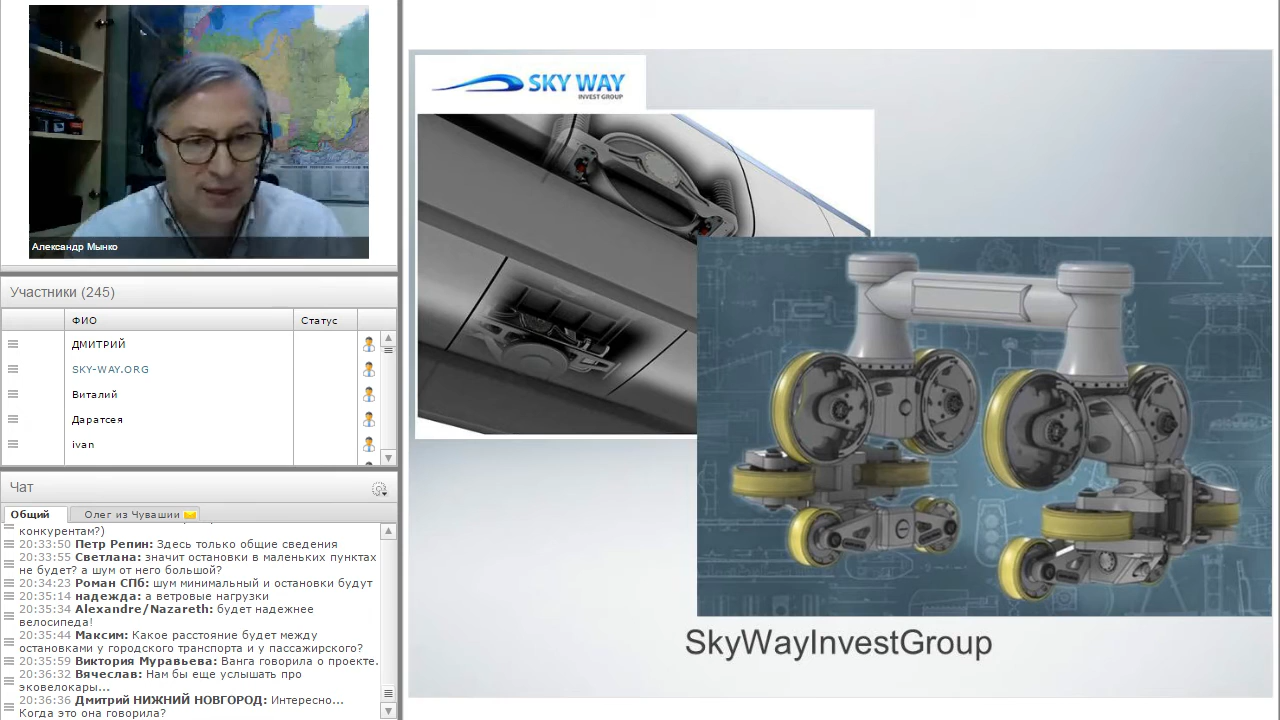 Александр Мынко
Участники (245)
ФИО
Статус
ДМИТРИЙ
SKY-WAY.ORG
Виталий
Даратсея
ivan
Чат
Общий
Олег из Чувашии
конкурентам?)
20:33:50 Петр Репин: Здесь только общие сведения
20:33:55 Светлана: значит остановки в маленьких пунктах
не будет? а шум от него большой?
20:34:23 Роман СПб: шум минимальный и остановки будут
20:35:14 надежда: а ветровые нагрузки
20:35:34 Alexandre/Nazareth: будет надежнее
велосипеда!
20:35:44 Максим: Какое расстояние будет между
остановками у городского транспорта и у пассажирского?
20:35:59 Виктория Муравьева: Ванга говорила о проекте.
20:36:32 Вячеслав: Нам бы еще услышать про
эковелокары...
20:36:36 Дмитрий НИЖНИЙ НОВГОРОД: Интересно...
Когда это она говорила?
SKY WAY
INVEST GROUP
SkyWayInvestGroup